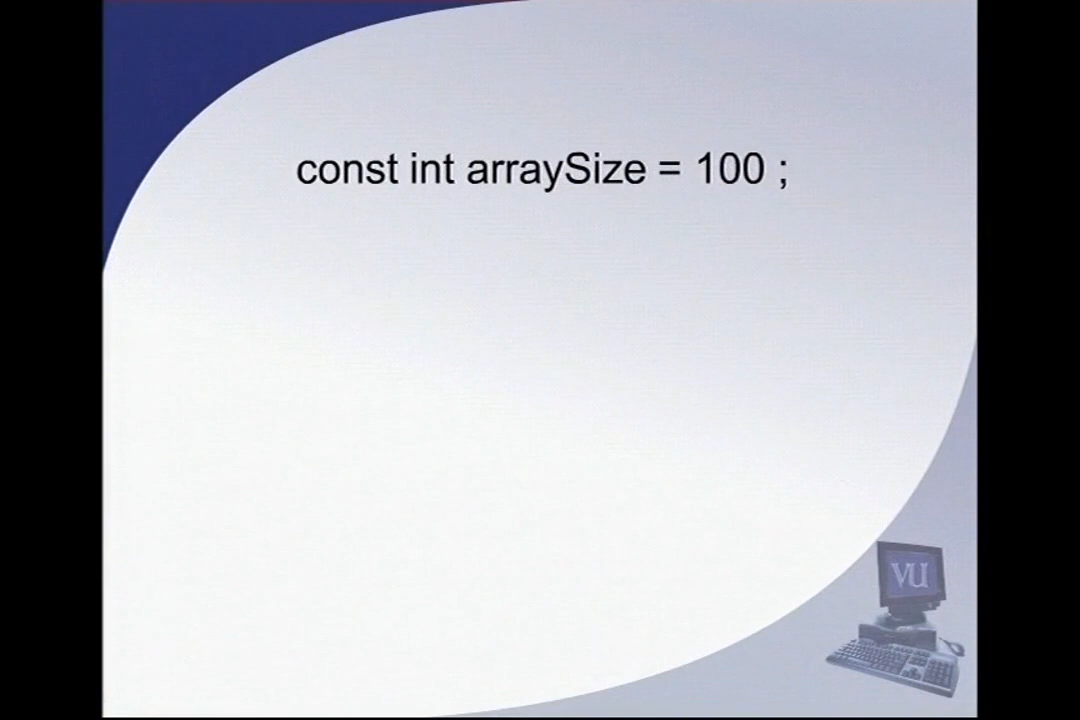 const int arraySize = 100 ;
VU